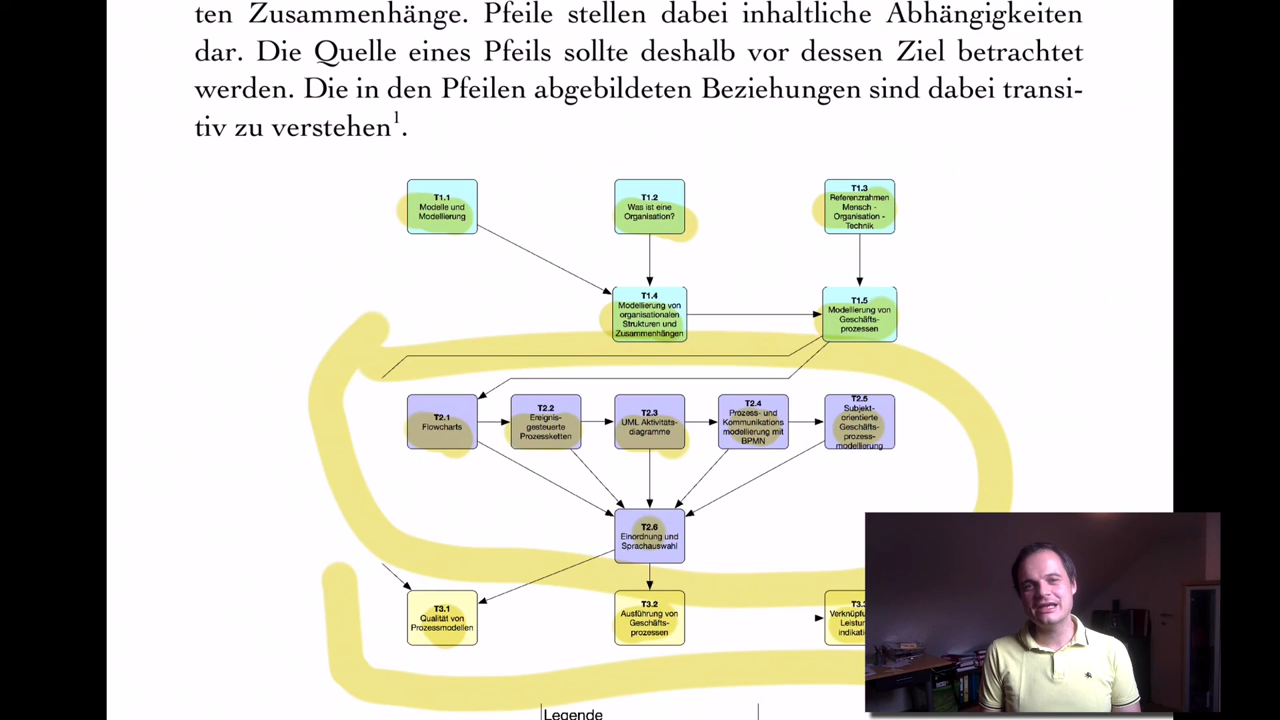 ten Zusammenhänge. Pfeile stellen dabei inhaltliche Abhängigkeiten
dar. Die Quelle eines Pfeils sollte deshalb vor dessen Ziel betrachtet
werden. Die in den Pfeilen abgebildeten Beziehungen sind dabei transi-
tiv zu verstehen1.
T1.1
Modelle und
Modellierung
T1.2
Was ist eine
Organisation?
T1.3
Referenzrahmen
Mensch -
Organisation -
Technik
T1.4
Modellierung von
organisationalen
Strukturen und
Zusammenhängen
T1.5
Modellierung von
Geschäfts-
prozessen
T2.1
Flowcharts
T2.2
Ereignis-
gesteuerte
Prozessketten
T2.3
UML Aktivitäts-
diagramme
T2.4
Prozess- und
Kommunikations
modellierung mit
BPMN
T2.5
Subjekt-
orientierte
Geschäfts-
prozess-
modellierung
T2.6
Einordnung und
Sprachauswahl
T3.1
Qualität von
Prozessmodellen
T3.2
Ausführung von
Geschäfts-
prozessen
T3.3
Verknüpfu
Leistun
indikato
Legende